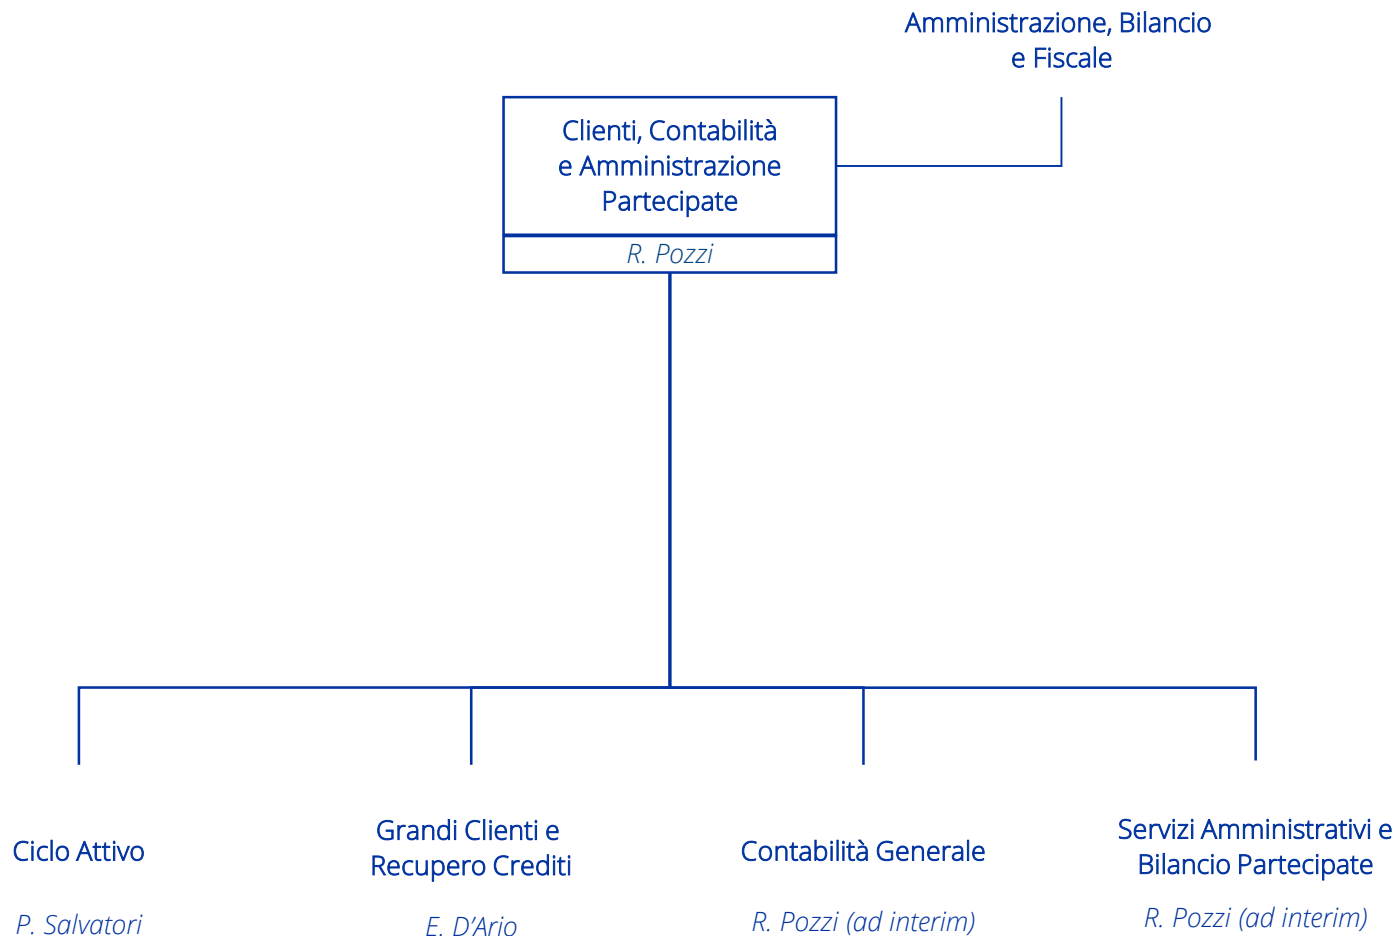 Amministrazione, Bilancio
e Fiscale
Clienti, Contabilità
e Amministrazione
Partecipate
R. Pozzi
Ciclo Attivo
P. Salvatori
Grandi Clienti e
Recupero Crediti
E. D’Ario
Contabilità Generale
R. Pozzi (ad interim)
Servizi Amministrativi e
Bilancio Partecipate
R. Pozzi (ad interim)